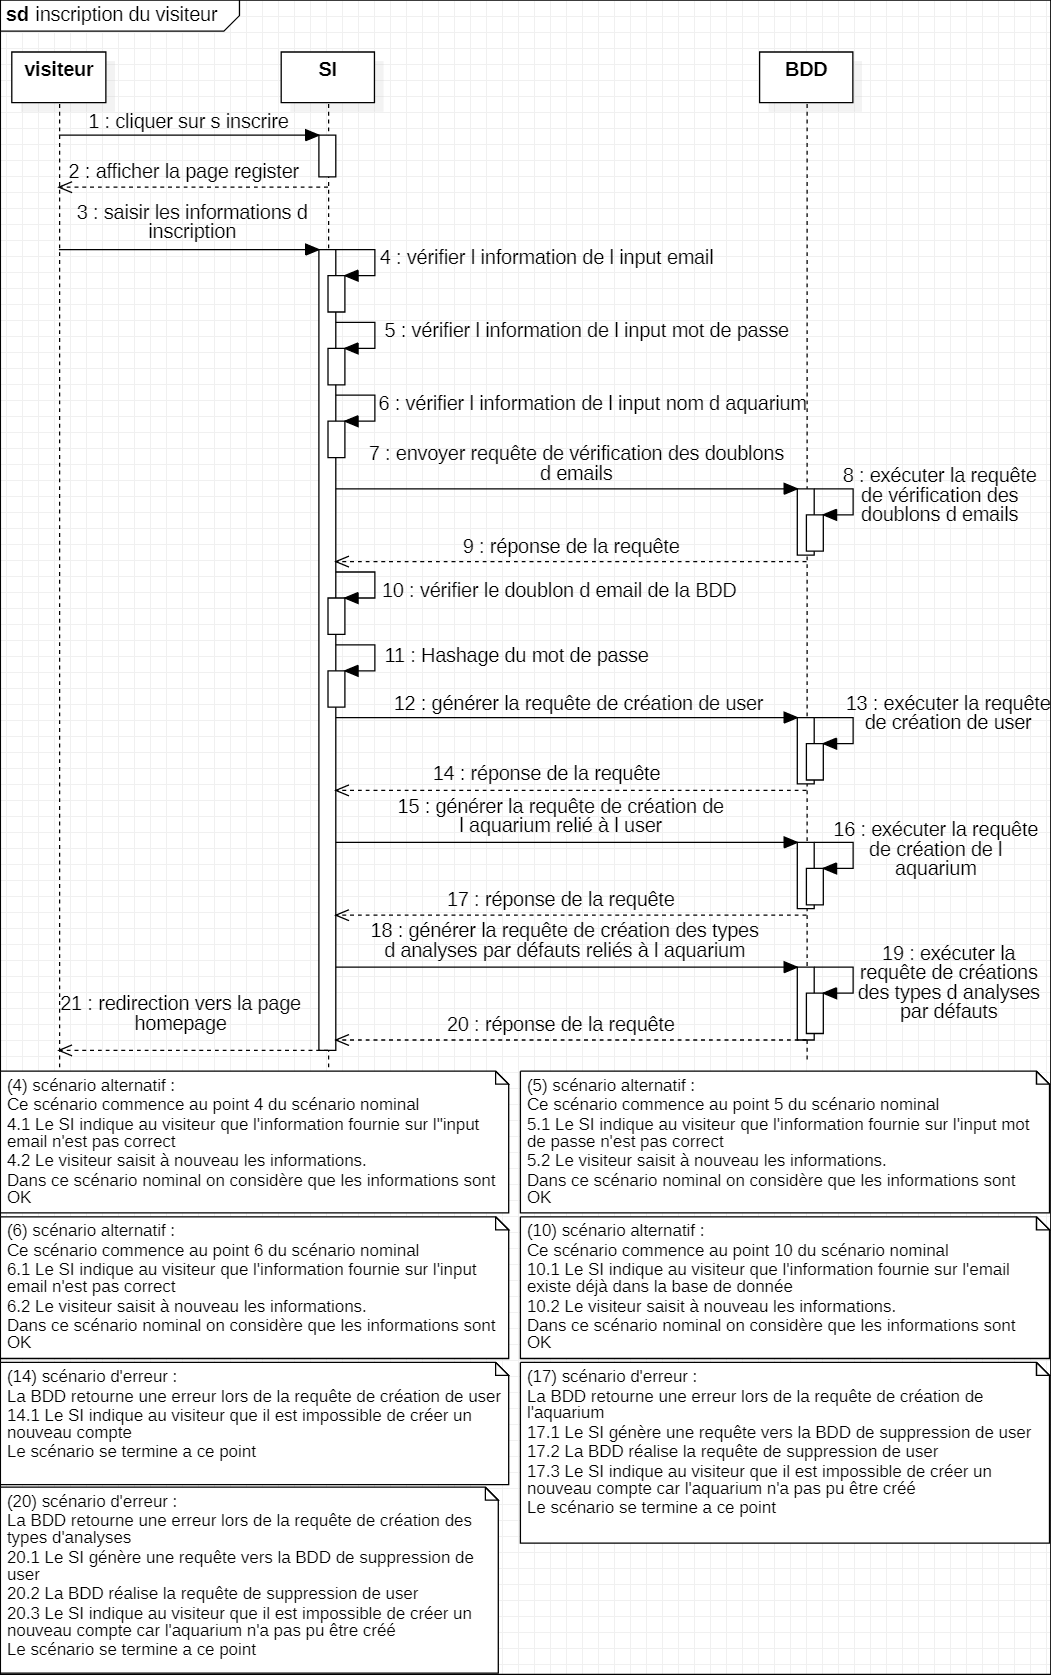 sd inscription du visiteur
visiteur
SI
BDD
1 : cliquer sur s inscrire
2 : afficher la page register
3 : saisir les informations d
inscription
4 : vérifier l information de l input email
5 : vérifier l information de l input mot de passe
6 : vérifier l information de l input nom d aquarium
7 : envoyer requête de vérification des doublons
d emails
8 : exécuter la requête
de vérification des
doublons d emails
9 : réponse de la requête
10 : vérifier le doublon d email de la BDD
11 : Hashage du mot de passe
12 : générer la requête de création de user
13 : exécuter la requête
de création de user
14 : réponse de la requête
15 : générer la requête de création de
l aquarium relié à l user
16 : exécuter la requête
de création de l
aquarium
17 : réponse de la requête
18 : générer la requête de création des types
d analyses par défauts reliés à l aquarium
19 : exécuter la
requête de créations
des types d analyses
par défauts
20 : réponse de la requête
21 : redirection vers la page
homepage
(4) scénario alternatif :
Ce scénario commence au point 4 du scénario nominal
4.1 Le SI indique au visiteur que l'information fournie sur l''input
email n'est pas correct
4.2 Le visiteur saisit à nouveau les informations.
Dans ce scénario nominal on considère que les informations sont
OK
(5) scénario alternatif :
Ce scénario commence au point 5 du scénario nominal
5.1 Le SI indique au visiteur que l'information fournie sur l'input mot
de passe n'est pas correct
5.2 Le visiteur saisit à nouveau les informations.
Dans ce scénario nominal on considère que les informations sont
OK
(6) scénario alternatif :
Ce scénario commence au point 6 du scénario nominal
6.1 Le SI indique au visiteur que l'information fournie sur l'input
email n'est pas correct
6.2 Le visiteur saisit à nouveau les informations.
Dans ce scénario nominal on considère que les informations sont
OK
(10) scénario alternatif :
Ce scénario commence au point 10 du scénario nominal
10.1 Le SI indique au visiteur que l'information fournie sur l'email
existe déjà dans la base de donnée
10.2 Le visiteur saisit à nouveau les informations.
Dans ce scénario nominal on considère que les informations sont
OK
(14) scénario d'erreur :
La BDD retourne une erreur lors de la requête de création de user
14.1 Le SI indique au visiteur que il est impossible de créer un
nouveau compte
Le scénario se termine a ce point
(17) scénario d'erreur :
La BDD retourne une erreur lors de la requête de création de
l'aquarium
17.1 Le SI génère une requête vers la BDD de suppression de user
17.2 La BDD réalise la requête de suppression de user
17.3 Le SI indique au visiteur que il est impossible de créer un
nouveau compte car l'aquarium n'a pas pu être créé
Le scénario se termine a ce point
(20) scénario d'erreur :
La BDD retourne une erreur lors de la requête de création des
types d'analyses
20.1 Le SI génère une requête vers la BDD de suppression de
user
20.2 La BDD réalise la requête de suppression de user
20.3 Le SI indique au visiteur que il est impossible de créer un
nouveau compte car l'aquarium n'a pas pu être créé
Le scénario se termine a ce point